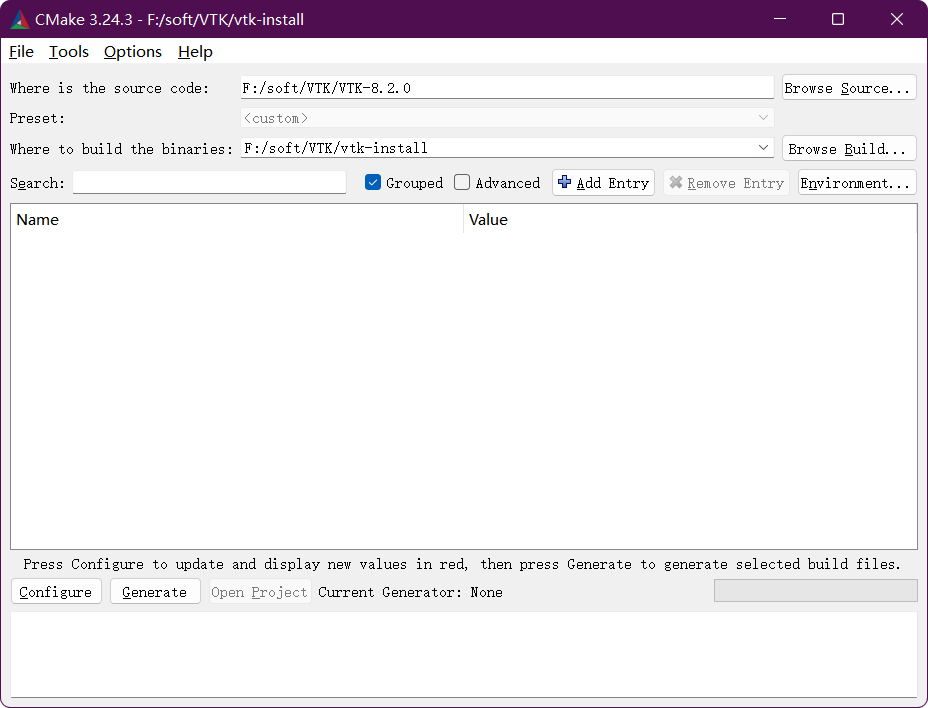 CMake 3.24.3 - F:/soft/VTK/vtk-install
File Tools Options Help
Where is the source code: F:/soft/VTK/VTK-8.2.0 Browse Source...
Preset: <custom>
Where to build the binaries: F:/soft/VTK/vtk-install Browse Build...
Search: Grouped Advanced Add Entry Remove Entry Environment...
Name Value
Press Configure to update and display new values in red, then press Generate to generate selected build files.
Configure Generate Open Project Current Generator: None